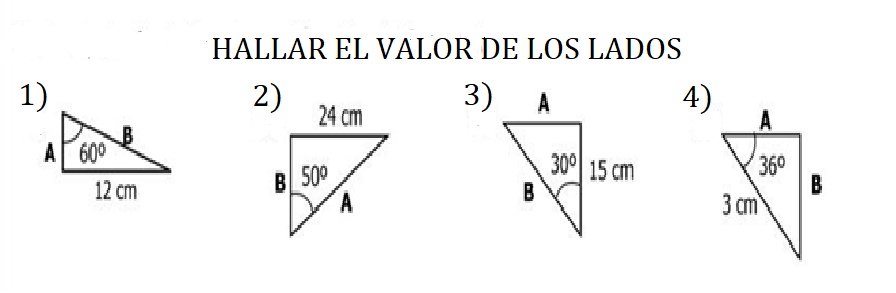 HALLAR EL VALOR DE LOS LADOS
1)
A
B
60º
12 cm
2)
24 cm
B
50º
A
3)
A
30º
15 cm
B
4)
A
36º
B
3 cm